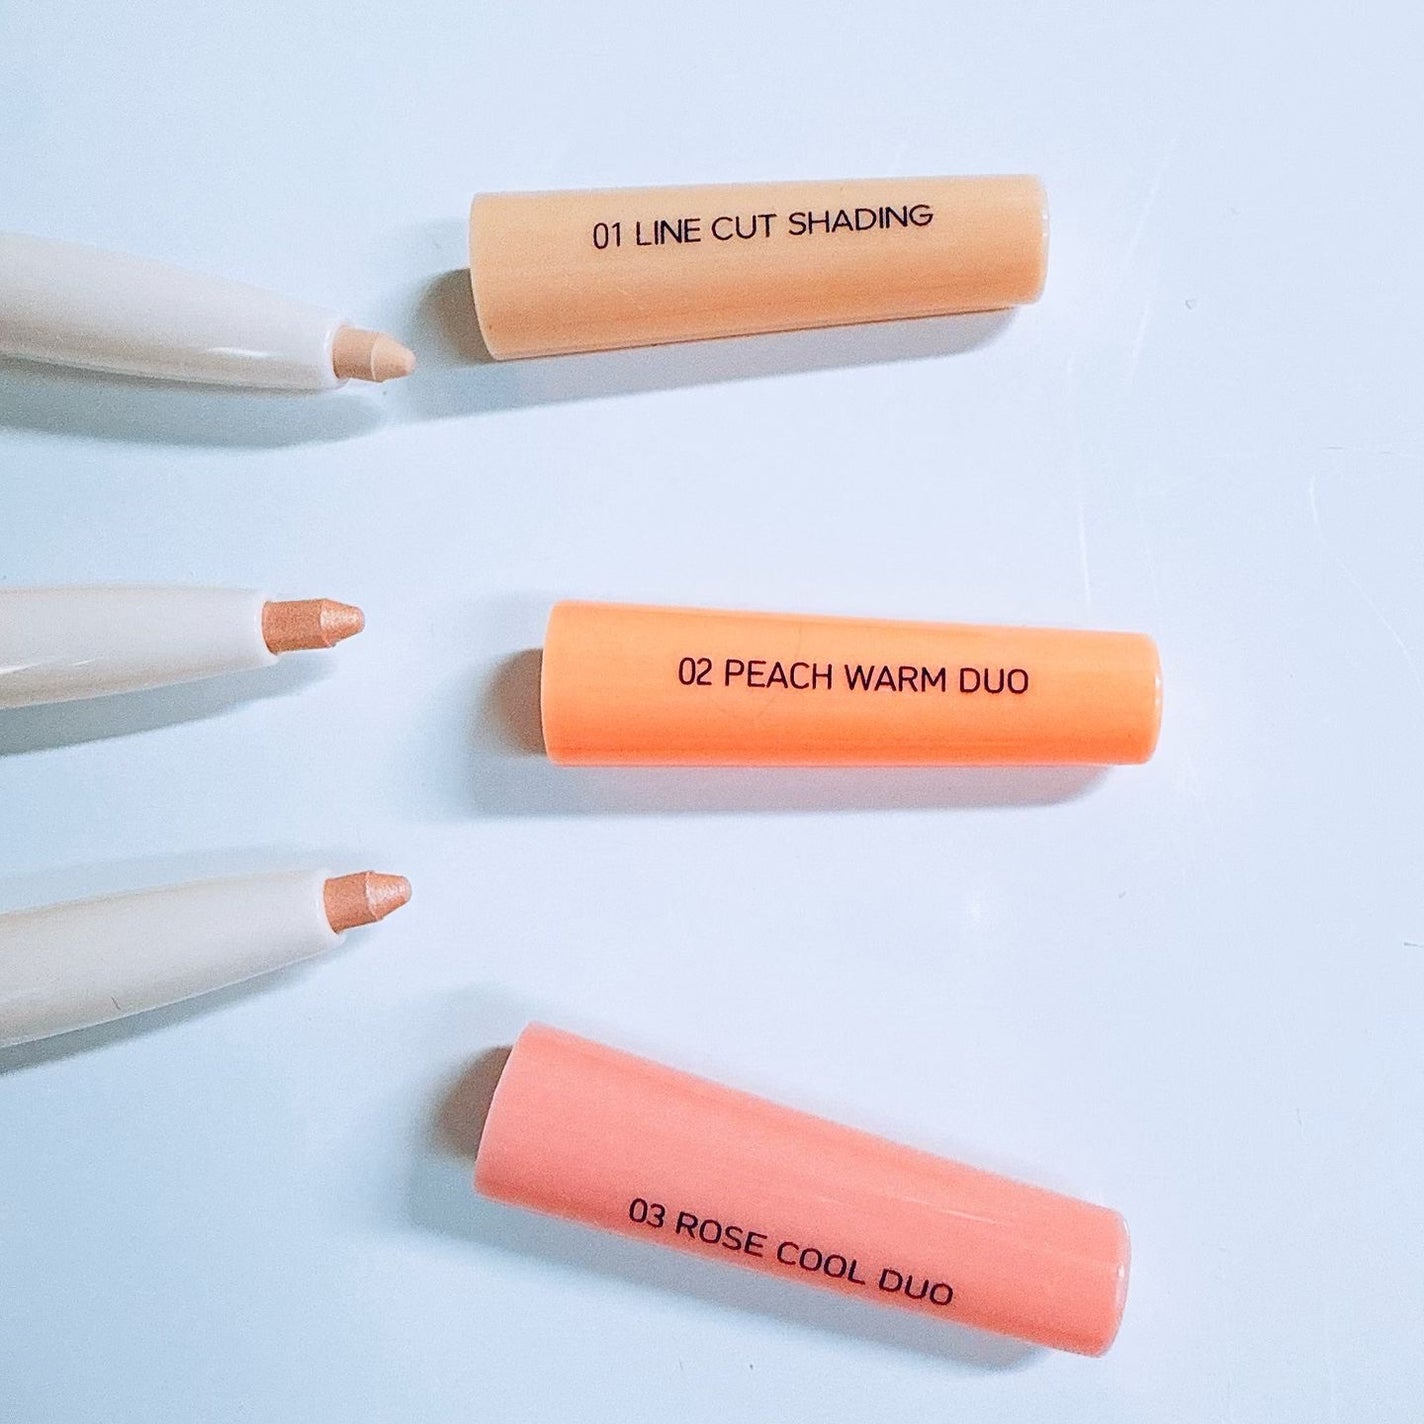 01 LINE CUT SHADING
02 PEACH WARM DUO
03 ROSE COOL DUO